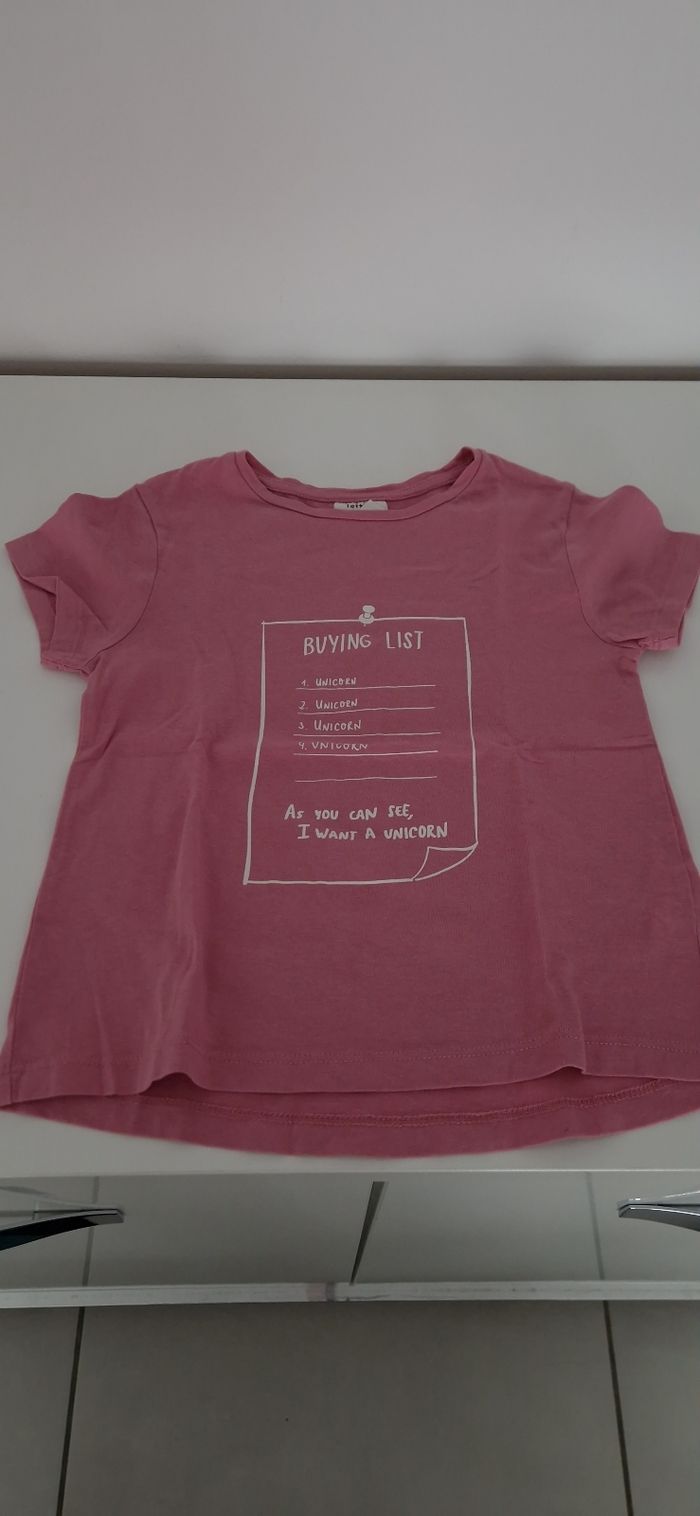 BUYING LIST
1. UNICORN
2. UNICORN
3. UNICORN
4. UNICORN
AS YOU CAN SEE,
I WANT A UNICORN